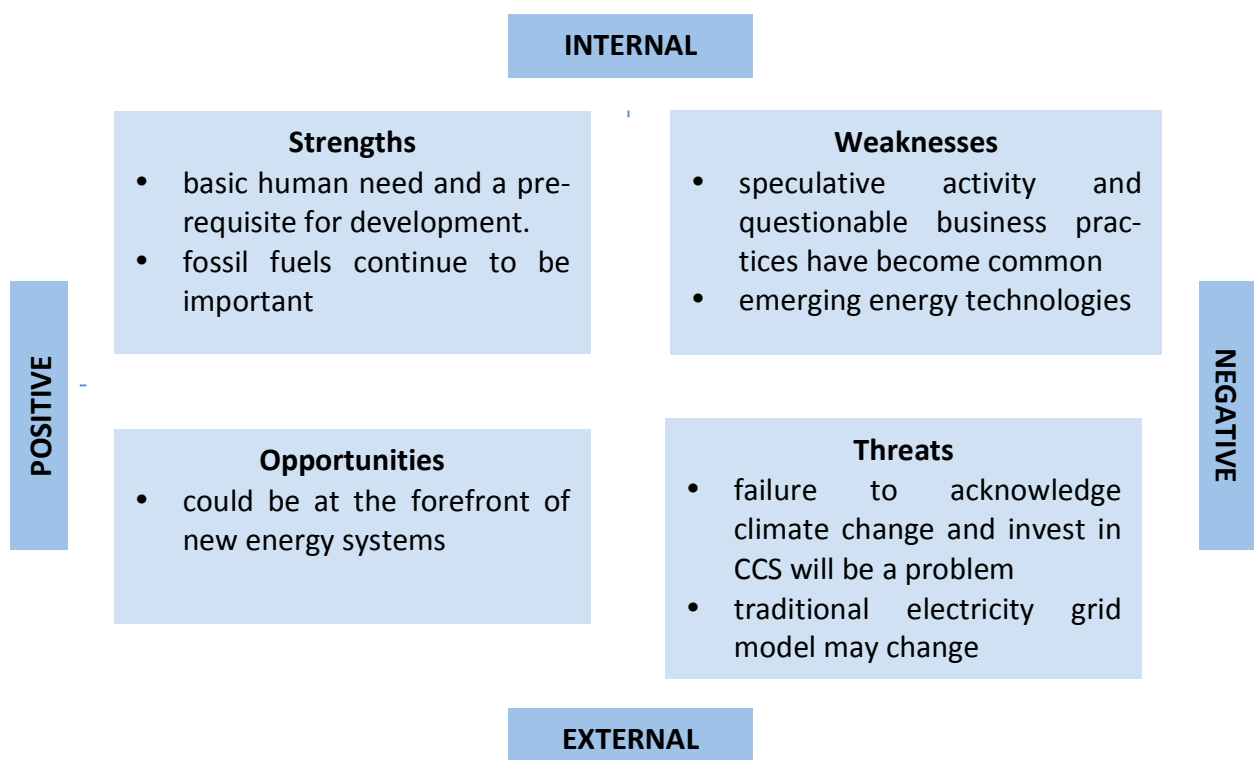 INTERNAL
Strengths
• basic human need and a pre-
requisite for development.
• fossil fuels continue to be
important
Weaknesses
• speculative activity and
questionable business prac-
tices have become common
• emerging energy technologies
POSITIVE
NEGATIVE
Opportunities
• could be at the forefront of
new energy systems
Threats
• failure to acknowledge
climate change and invest in
CCS will be a problem
• traditional electricity grid
model may change
EXTERNAL